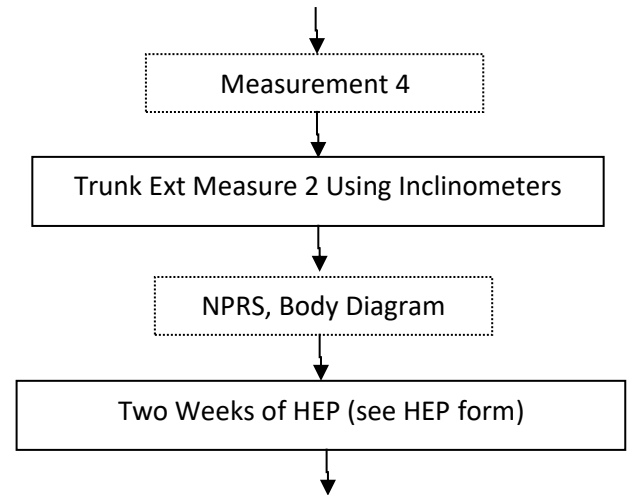 Measurement 4
Trunk Ext Measure 2 Using Inclinometers
NPRS, Body Diagram
Two Weeks of HEP (see HEP form)